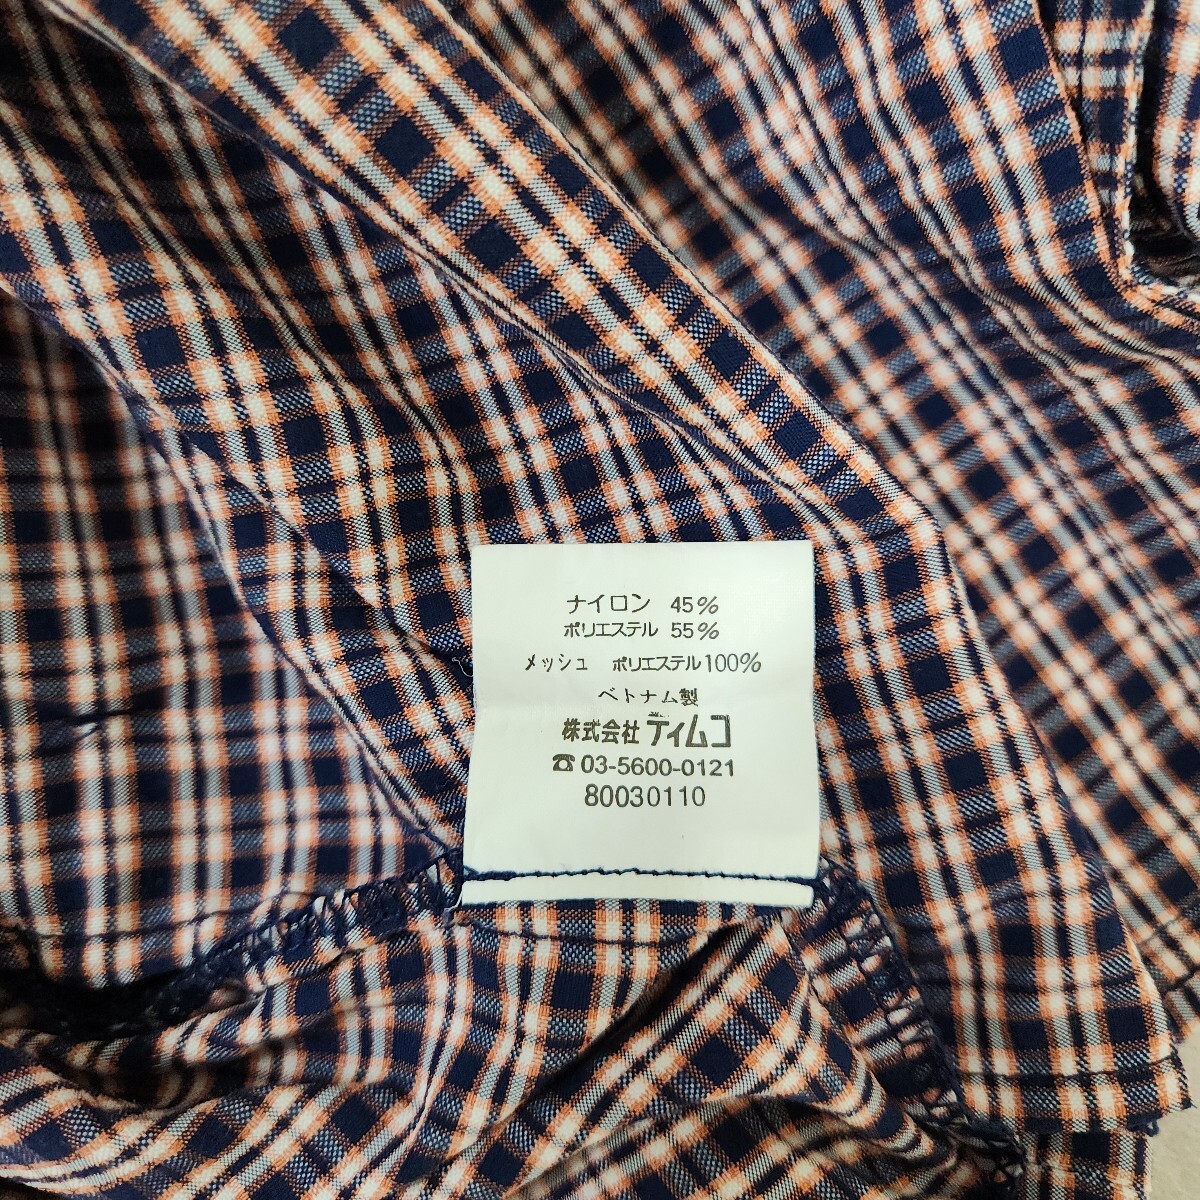 ナイロン 45%
ポリエステル 55%
メッシュ ポリエステル100%
ベトナム製
株式会社 ティムコ
☎03-5600-0121
80030110